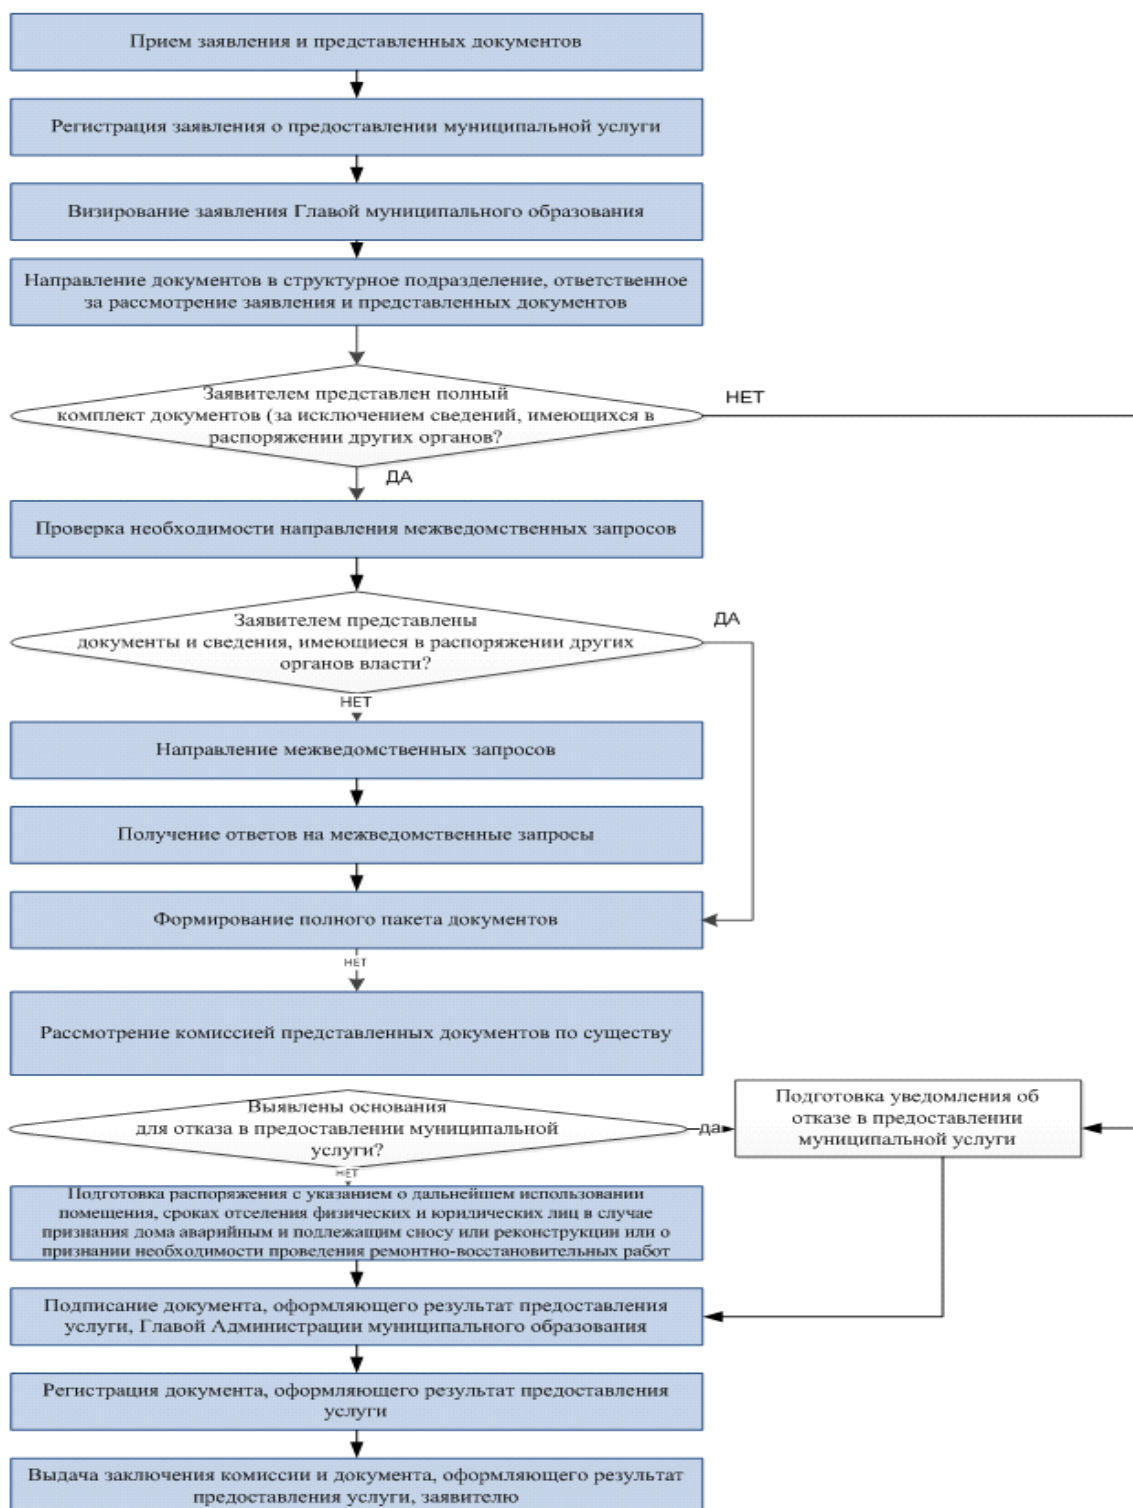 Прием заявления и представленных документов
Регистрация заявления о предоставлении муниципальной услуги
Визирование заявления Главой муниципального образования
Направление документов в структурное подразделение, ответственное
за рассмотрение заявления и представленных документов
Заявителем представлен полный
комплект документов (за исключением сведений, имеющихся в
распоряжении других органов?
НЕТ
ДА
Проверка необходимости направления межведомственных запросов
Заявителем представлены
документы и сведения, имеющиеся в распоряжении других
органов власти?
ДА
НЕТ
Направление межведомственных запросов
Получение ответов на межведомственные запросы
Формирование полного пакета документов
НЕТ
Рассмотрение комиссией представленных документов по существу
Выявлены основания
для отказа в предоставлении муниципальной
услуги?
да
Подготовка уведомления об
отказе в предоставлении
муниципальной услуги
НЕТ
Подготовка распоряжения с указанием о дальнейшем использовании
помещения, сроках отселения физических и юридических лиц в случае
признания дома аварийным и подлежащим сносу или реконструкции или о
признании необходимости проведения ремонтно-восстановительных работ
Подписание документа, оформляющего результат предоставления
услуги, Главой Администрации муниципального образования
Регистрация документа, оформляющего результат предоставления
услуги
Выдача заключения комиссии и документа, оформляющего результат
предоставления услуги, заявителю